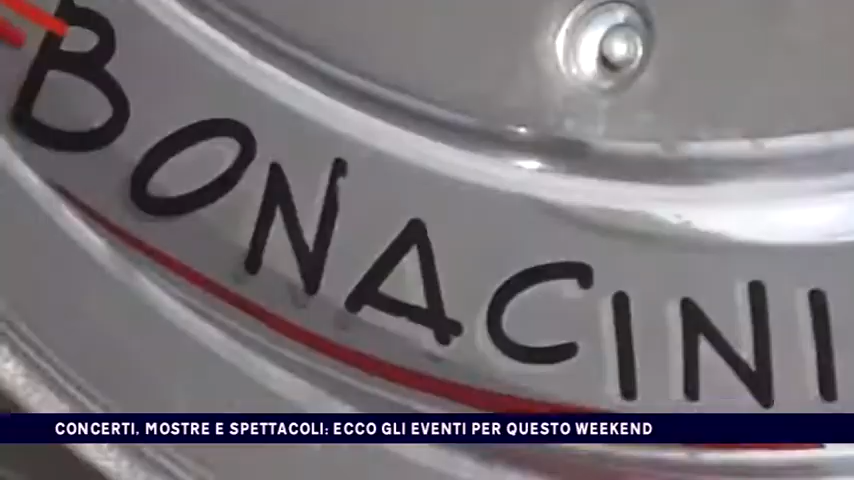 BONACINI
CONCERTI, MOSTRE E SPETTACOLI: ECCO GLI EVENTI PER QUESTO WEEKEND